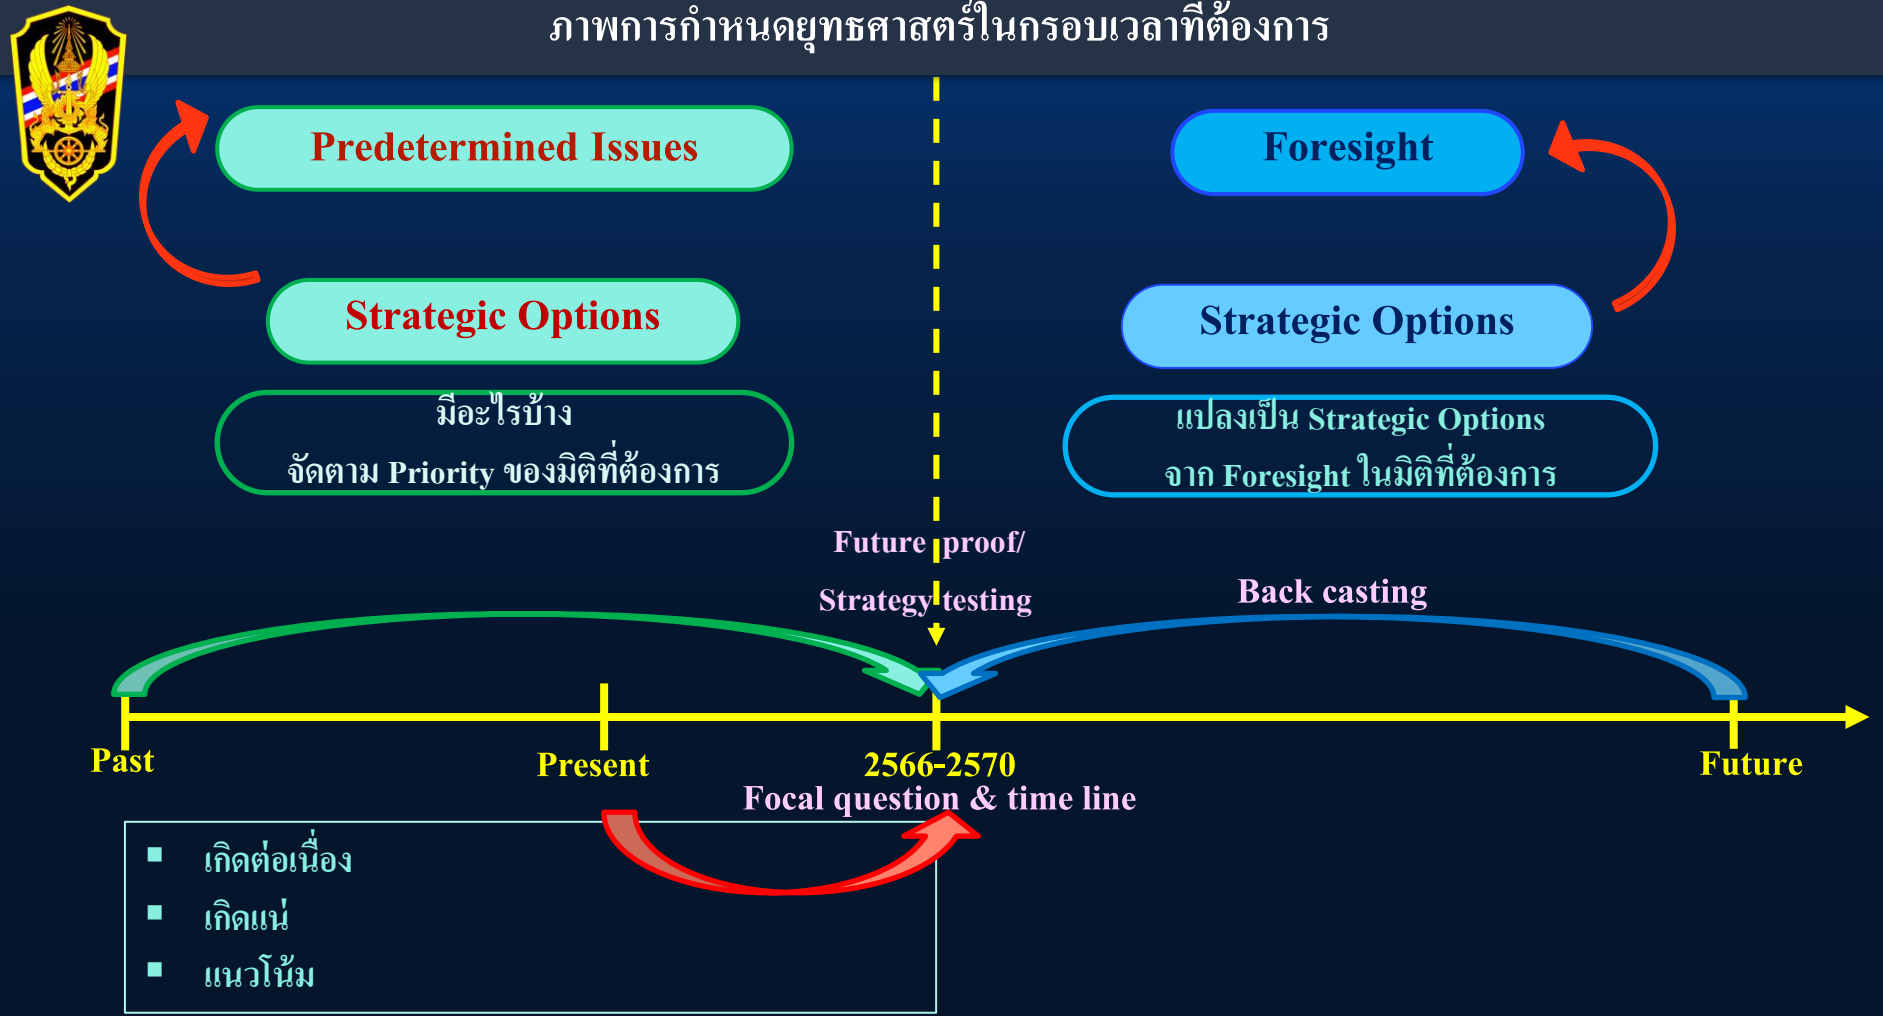 ภาพการกำหนดยุทธศาสตร์ในกรอบเวลาที่ต้องการ
Predetermined Issues
Foresight
Strategic Options
Strategic Options
มีอะไรบ้าง
จัดตาม Priority ของมิติที่ต้องการ
แปลงเป็น Strategic Options
จาก Foresight ในมิติที่ต้องการ
Future proof/
Strategy testing
Back casting
Past
Present
2566-2570
Future
Focal question & time line
▪ เกิดต่อเนื่อง
▪ เกิดแน่
▪ แนวโน้ม